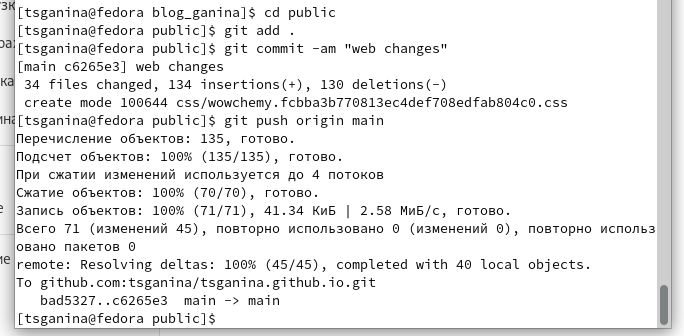 [tsganina@fedora blog_ganina]$ cd public
[tsganina@fedora public]$ git add .
[tsganina@fedora public]$ git commit -am "web changes"
[main c6265e3] web changes
 34 files changed, 134 insertions(+), 130 deletions(-)
 create mode 100644 css/wowchemy.fcbba3b770813ec4def708edfab804c0.css
[tsganina@fedora public]$ git push origin main
Перечисление объектов: 135, готово.
Подсчет объектов: 100% (135/135), готово.
При сжатии изменений используется до 4 потоков
Сжатие объектов: 100% (70/70), готово.
Запись объектов: 100% (71/71), 41.34 КиБ | 2.58 МиБ/с, готово.
Всего 71 (изменений 45), повторно использовано 0 (изменений 0), повторно использ
овано пакетов 0
remote: Resolving deltas: 100% (45/45), completed with 40 local objects.
To github.com:tsganina/tsganina.github.io.git
   bad5327..c6265e3  main -> main
[tsganina@fedora public]$